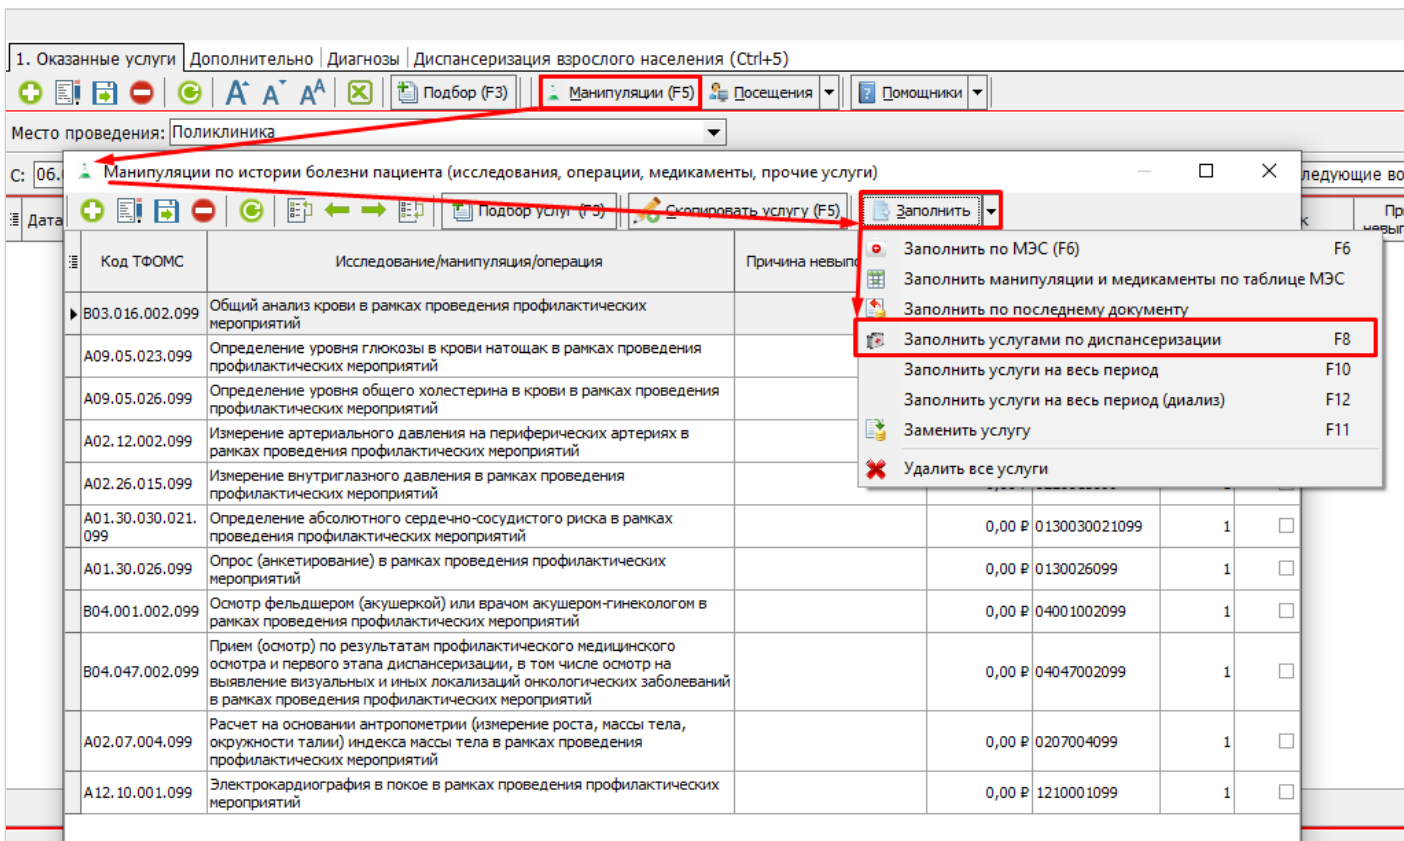 1. Оказанные услуги Дополнительно Диагнозы Диспансеризация взрослого населения (Ctrl+5)
Подбор (F3) Манипуляции (F5) Посещения Помощники
Место проведения: Поликлиника
Манипуляции по истории болезни пациента (исследования, операции, медикаменты, прочие услуги)
С: 06.
ледующие во
Подбор услуг (F3) Скопировать услугу (F5) Заполнить
Дата
к
Пр
невып
Код ТФОМС Исследование/манипуляция/операция Причина невыпо
Заполнить по МЭС (F6) F6
Заполнить манипуляции и медикаменты по таблице МЭС
Заполнить по последнему документу
Заполнить услугами по диспансеризации F8
Заполнить услуги на весь период F10
Заполнить услуги на весь период (диализ) F12
Заменить услугу F11
Удалить все услуги
B03.016.002.099 Общий анализ крови в рамках проведения профилактических
мероприятий
A09.05.023.099 Определение уровня глюкозы в крови натощак в рамках проведения
профилактических мероприятий
A09.05.026.099 Определение уровня общего холестерина в крови в рамках проведения
профилактических мероприятий
A02.12.002.099 Измерение артериального давления на периферических артериях в
рамках проведения профилактических мероприятий
A02.26.015.099 Измерение внутриглазного давления в рамках проведения
профилактических мероприятий
A01.30.030.021.
099
Определение абсолютного сердечно-сосудистого риска в рамках
проведения профилактических мероприятий
0,00 ₽ 0130030021099 1
A01.30.026.099 Опрос (анкетирование) в рамках проведения профилактических
мероприятий
0,00 ₽ 0130026099 1
B04.001.002.099 Осмотр фельдшером (акушеркой) или врачом акушером-гинекологом в
рамках проведения профилактических мероприятий
0,00 ₽ 04001002099 1
B04.047.002.099 Прием (осмотр) по результатам профилактического медицинского
осмотра и первого этапа диспансеризации, в том числе осмотр на
выявление визуальных и иных локализаций онкологических заболеваний
в рамках проведения профилактических мероприятий
0,00 ₽ 04047002099 1
A02.07.004.099 Расчет на основании антропометрии (измерение роста, массы тела,
окружности талии) индекса массы тела в рамках проведения
профилактических мероприятий
0,00 ₽ 0207004099 1
A12.10.001.099 Электрокардиография в покое в рамках проведения профилактических
мероприятий
0,00 ₽ 1210001099 1